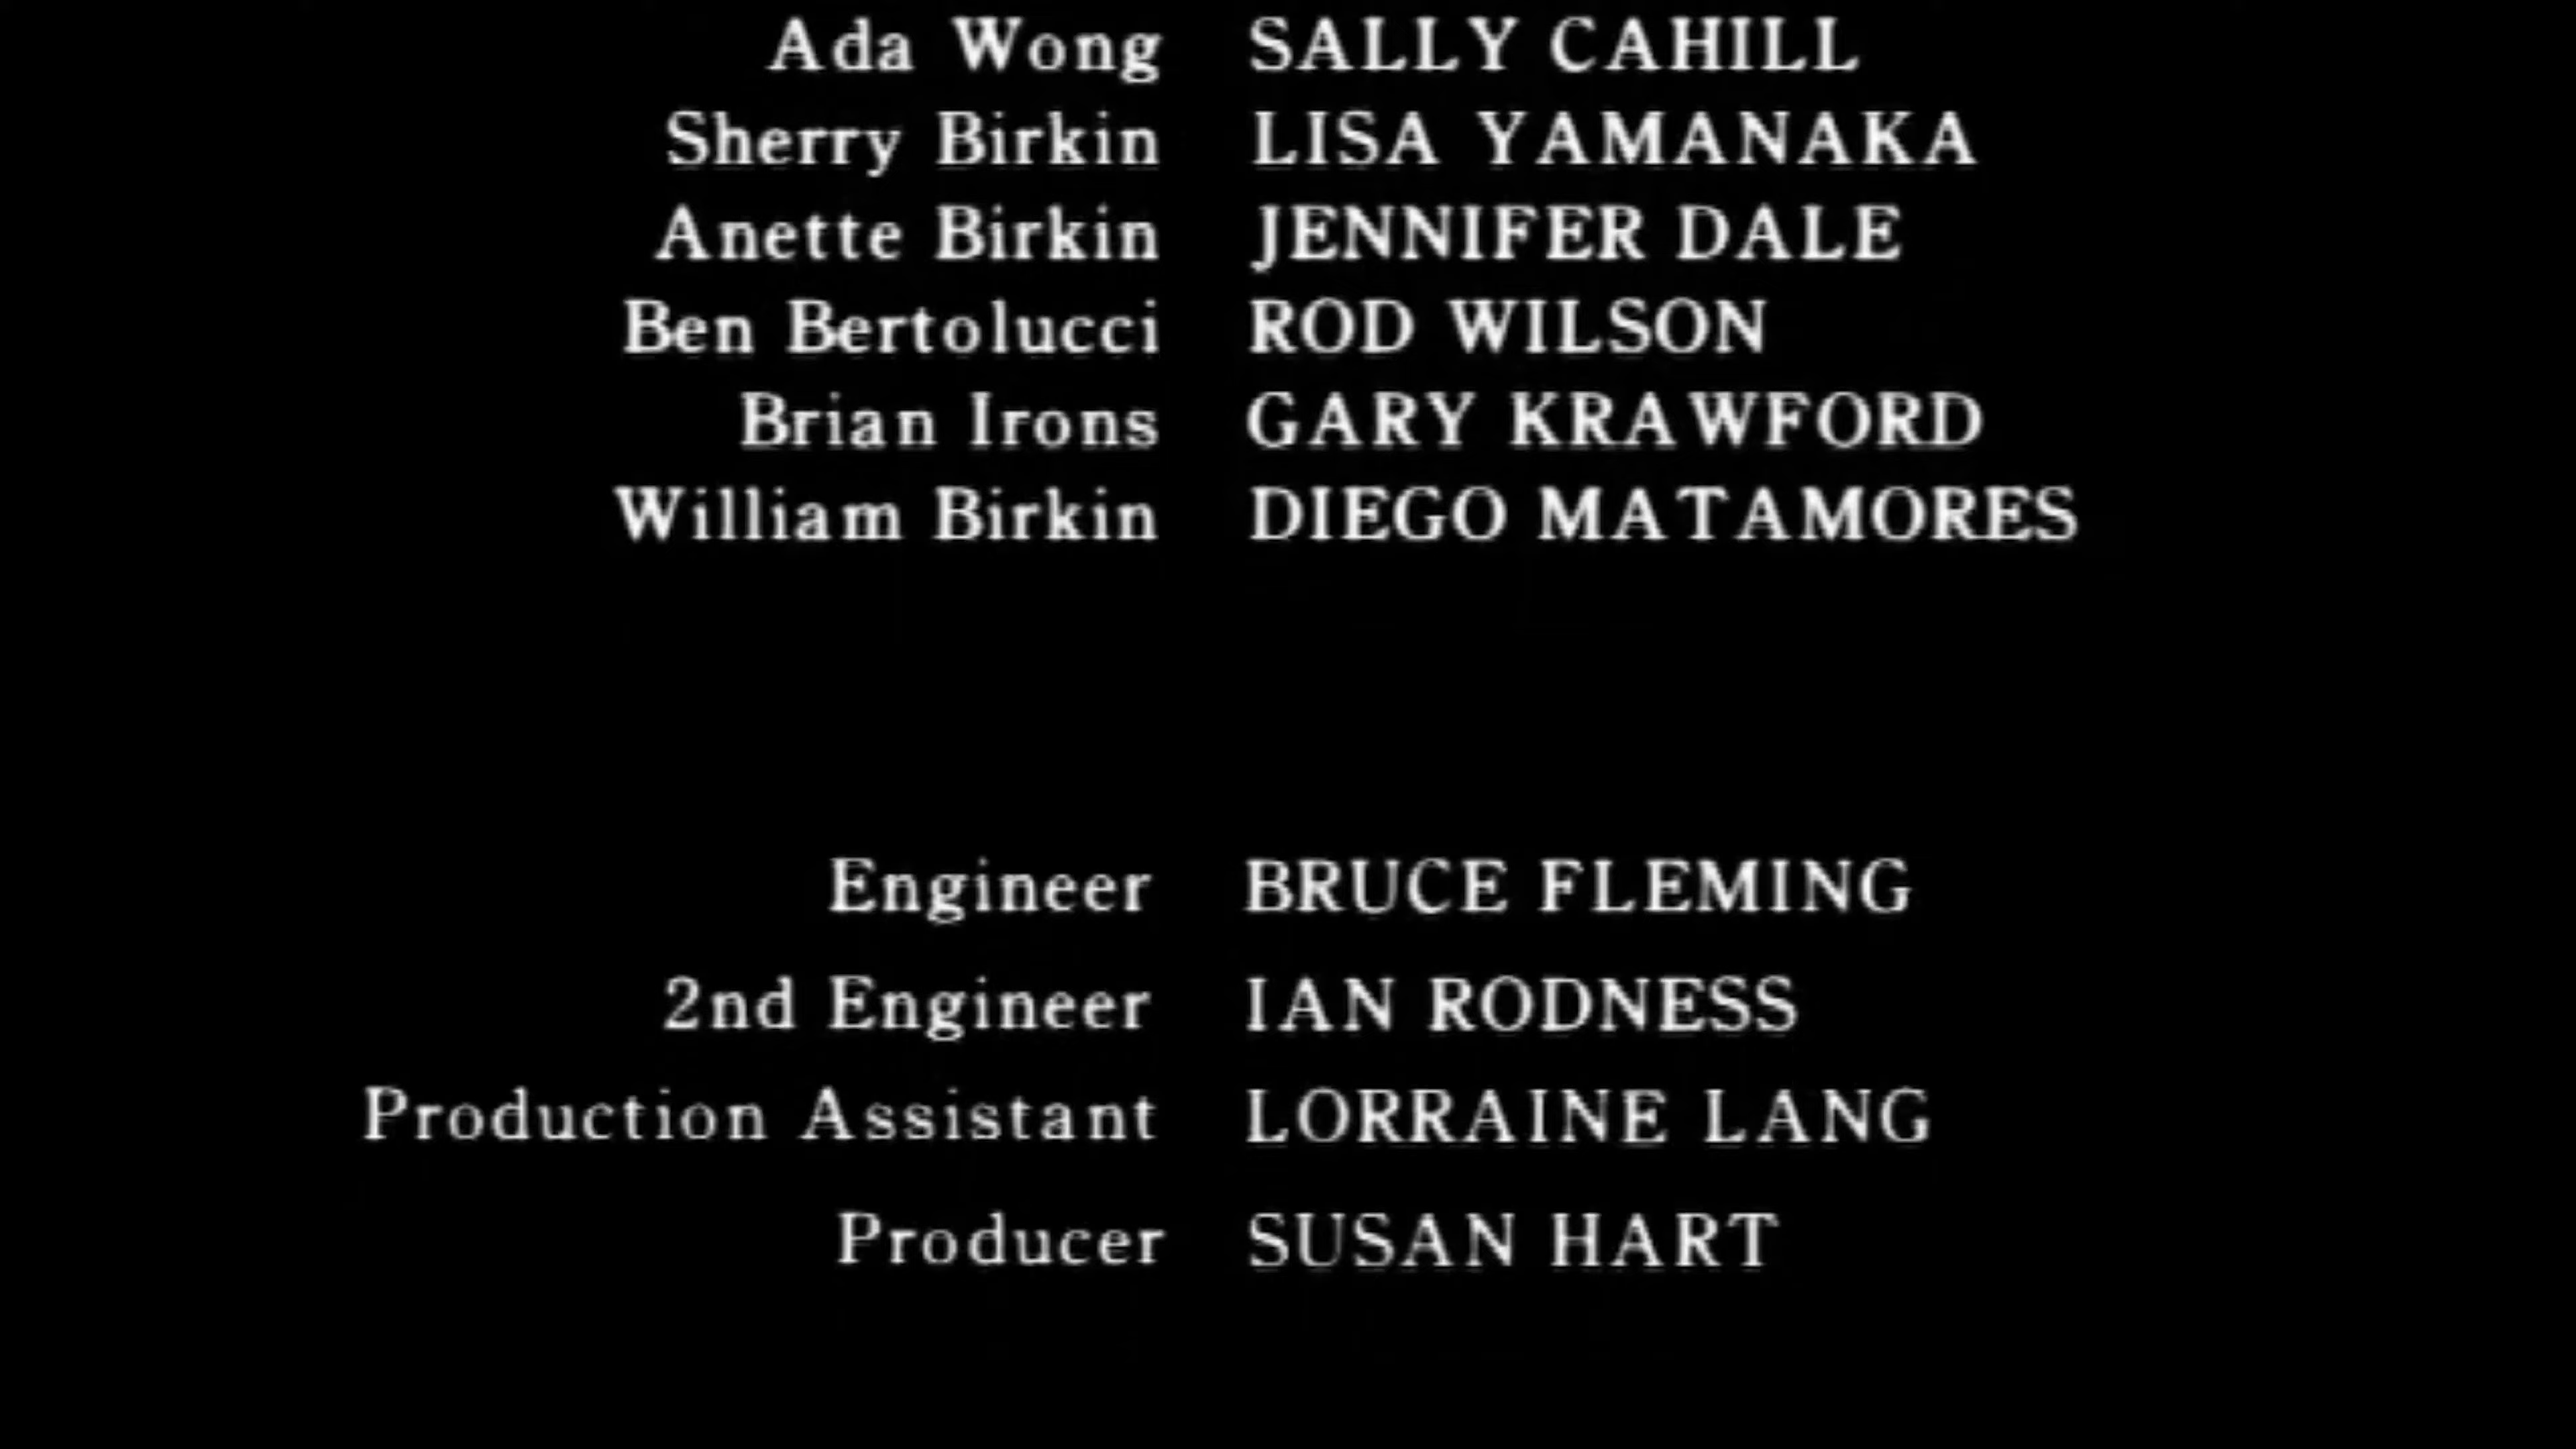 Ada Wong SALLY CAHILL
Sherry Birkin LISA YAMANAKA
Anette Birkin JENNIFER DALE
Ben Bertolucci ROD WILSON
Brian Irons GARY KRAWFORD
William Birkin DIEGO MATAMORES
Engineer BRUCE FLEMING
2nd Engineer IAN RODNESS
Production Assistant LORRAINE LANG
Producer SUSAN HART